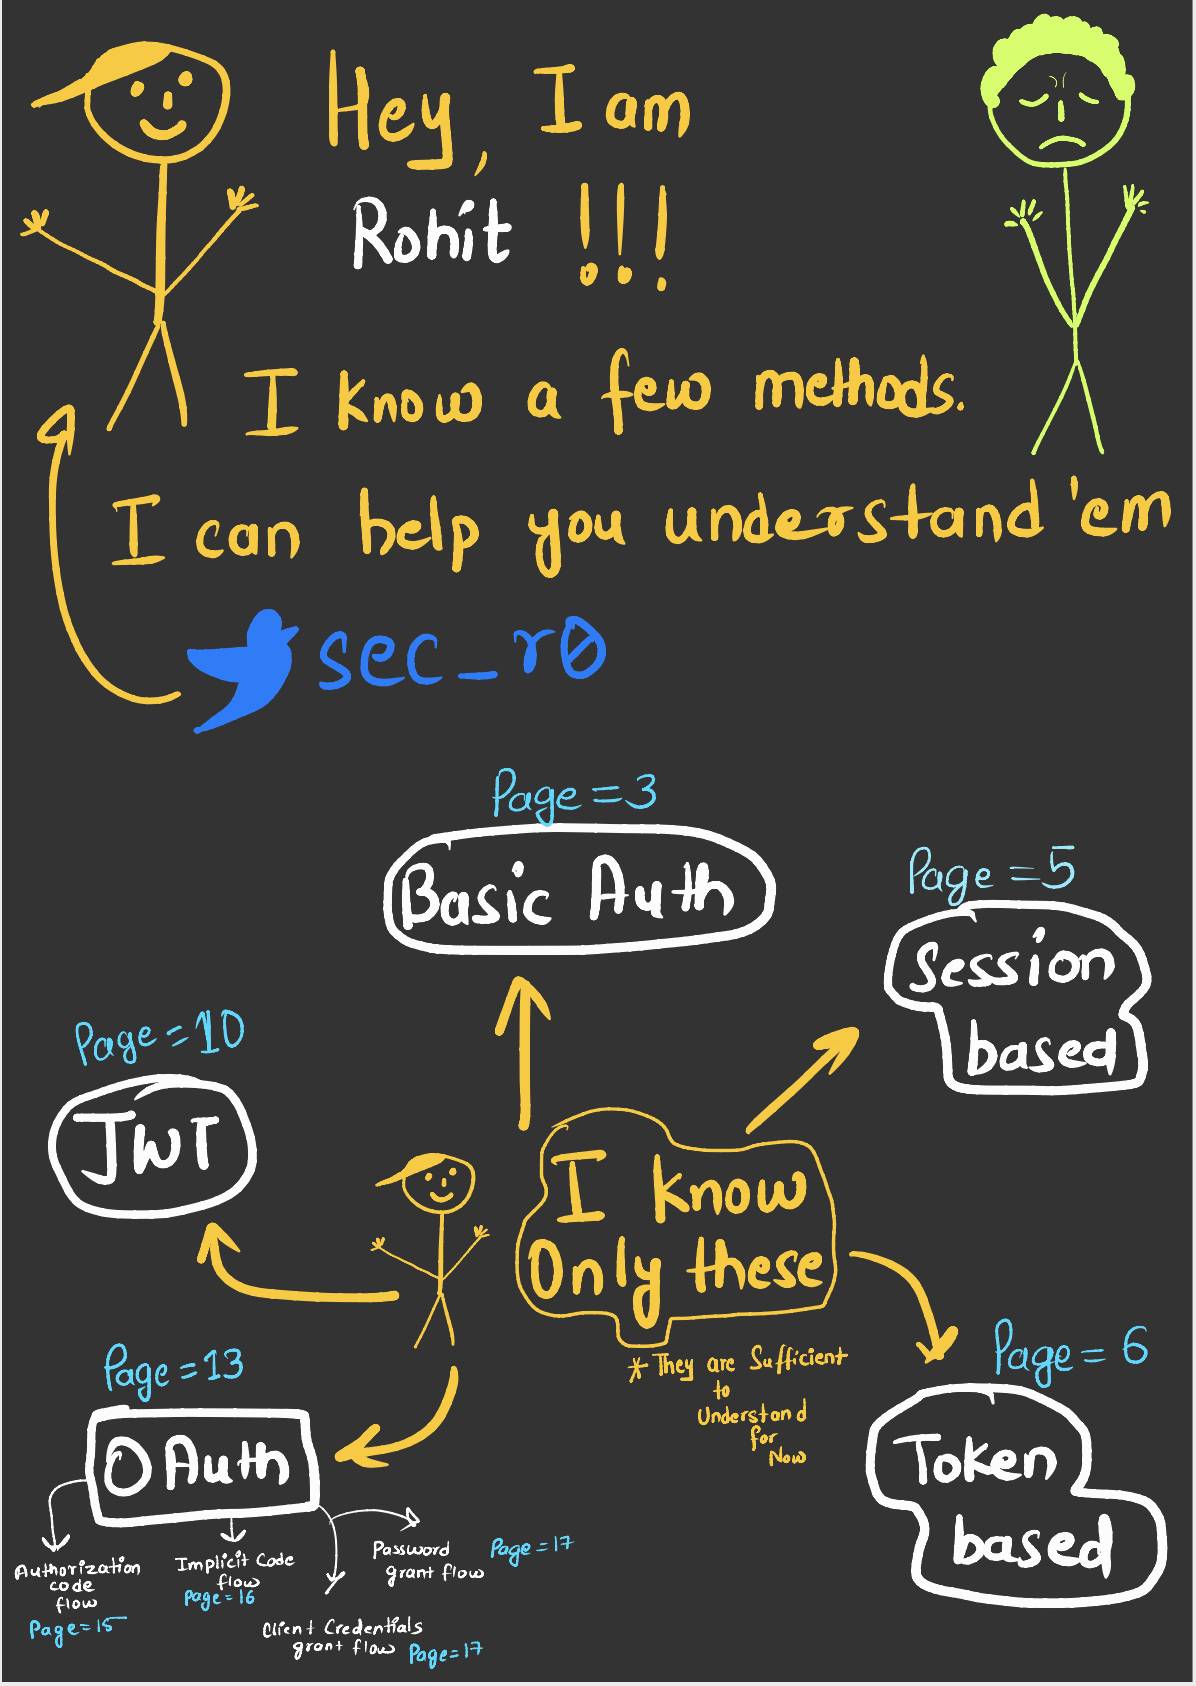 Hey, I am
Rohit !!!
I know a few methods.
I can help you understand 'em
sec_r0
Page = 3
Basic Auth
Page = 5
Session
based
Page = 10
JWT
I know
Only these
* They are Sufficient
to
Understand
for
Now
Page = 6
Token
based
Page = 13
OAuth
Authorization
code
flow
Page = 15
Implicit Code
flow
Page = 16
Client Credentials
grant flow Page = 17
Password
grant flow
Page = 17